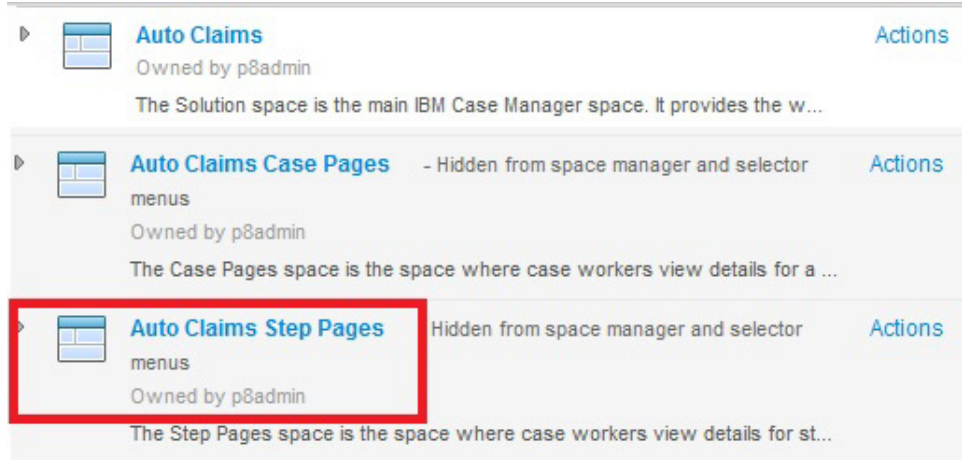 Auto Claims Actions
Owned by p8admin
The Solution space is the main IBM Case Manager space. It provides the w...
Auto Claims Case Pages - Hidden from space manager and selector Actions
menus
Owned by p8admin
The Case Pages space is the space where case workers view details for a ...
Auto Claims Step Pages Hidden from space manager and selector Actions
menus
Owned by p8admin
The Step Pages space is the space where case workers view details for st...